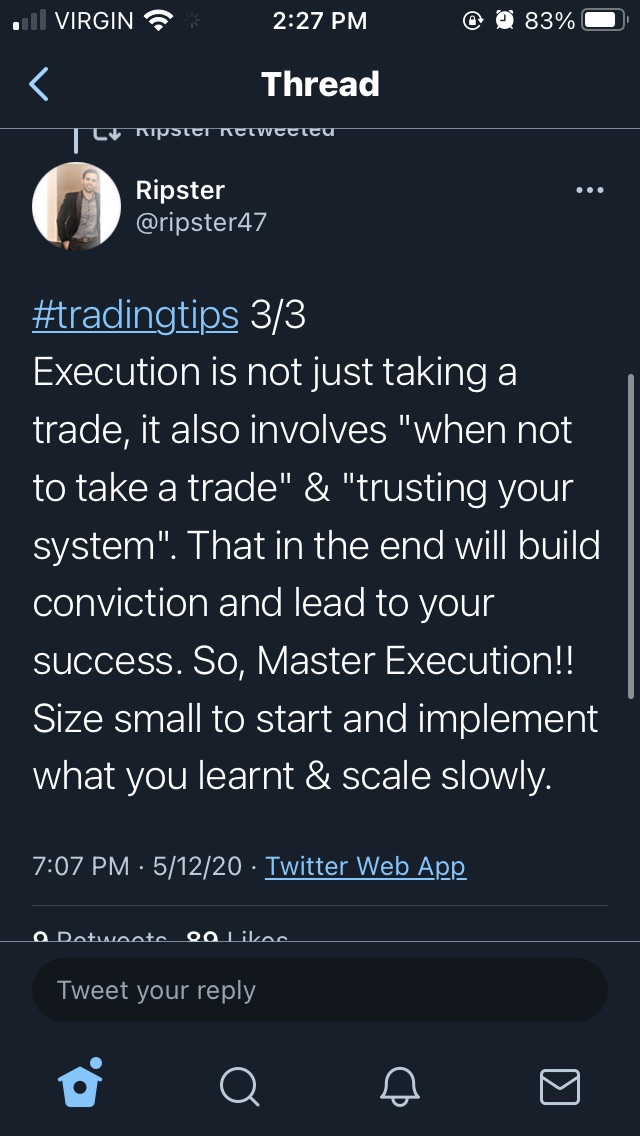 VIRGIN 2:27 PM 83%
Thread
Ripster Retweeted
Ripster
@ripster47
#tradingtips 3/3
Execution is not just taking a
trade, it also involves "when not
to take a trade" & "trusting your
system". That in the end will build
conviction and lead to your
success. So, Master Execution!!
Size small to start and implement
what you learnt & scale slowly.
7:07 PM · 5/12/20 · Twitter Web App
9 Retweets 89 Likes
Tweet your reply